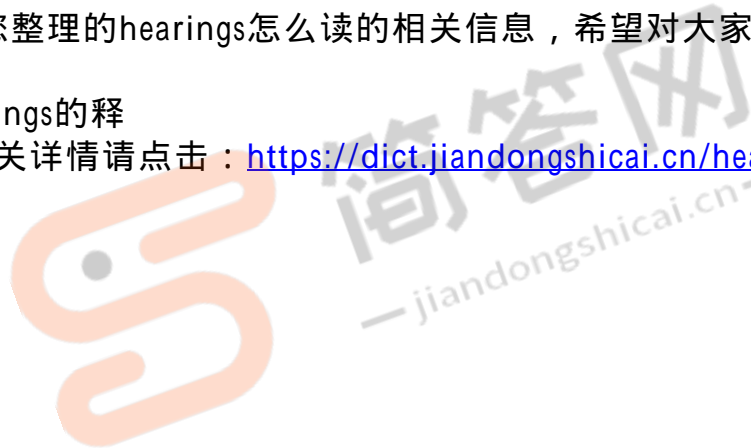 您整理的hearings怎么读的相关信息，希望对大家
ngs的释
关详情请点击：https://dict.jiandongshicai.cn/hea
简答网
jiandongshicai.cn